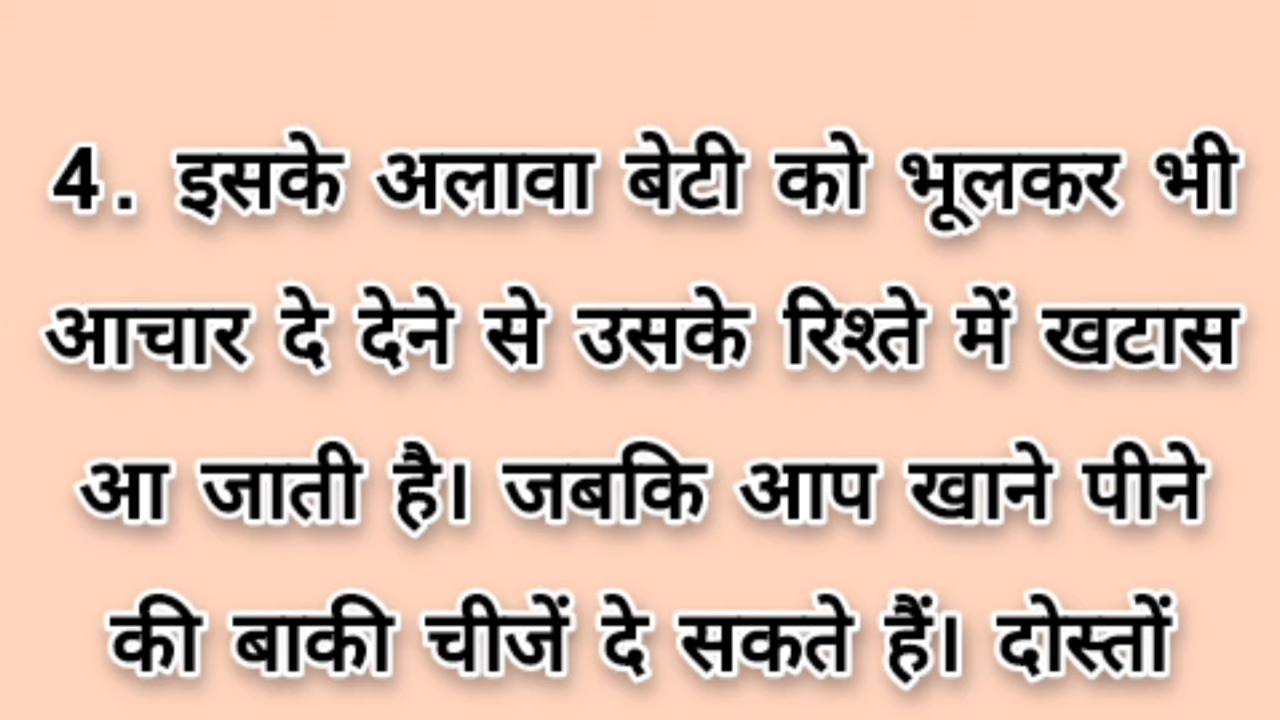 4. इसके अलावा बेटी को भूलकर भी
आचार दे देने से उसके रिश्ते में खटास
आ जाती है। जबकि आप खाने पीने
की बाकी चीजें दे सकते हैं। दोस्तों